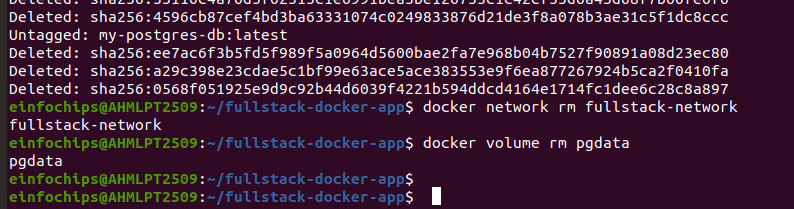 Deleted: sha256:4596cb87cef4bd3ba63331074c0249833876d21de3f8a078b3ae31c5f1dc8ccc
Untagged: my-postgres-db:latest
Deleted: sha256:ee7ac6f3b5fd5f989f5a0964d5600bae2fa7e968b04b7527f90891a08d23ec80
Deleted: sha256:a29c398e23cdae5c1bf99e63ace5ace383553e9f6ea877267924b5ca2f0410fa
Deleted: sha256:0568f051925e9d9c92b44d6039f4221b594ddcd4164e1714fc1dee6c28c8a897
einfochips@AHMLPT2509:~/fullstack-docker-app$ docker network rm fullstack-network
fullstack-network
einfochips@AHMLPT2509:~/fullstack-docker-app$ docker volume rm pgdata
pgdata
einfochips@AHMLPT2509:~/fullstack-docker-app$
einfochips@AHMLPT2509:~/fullstack-docker-app$